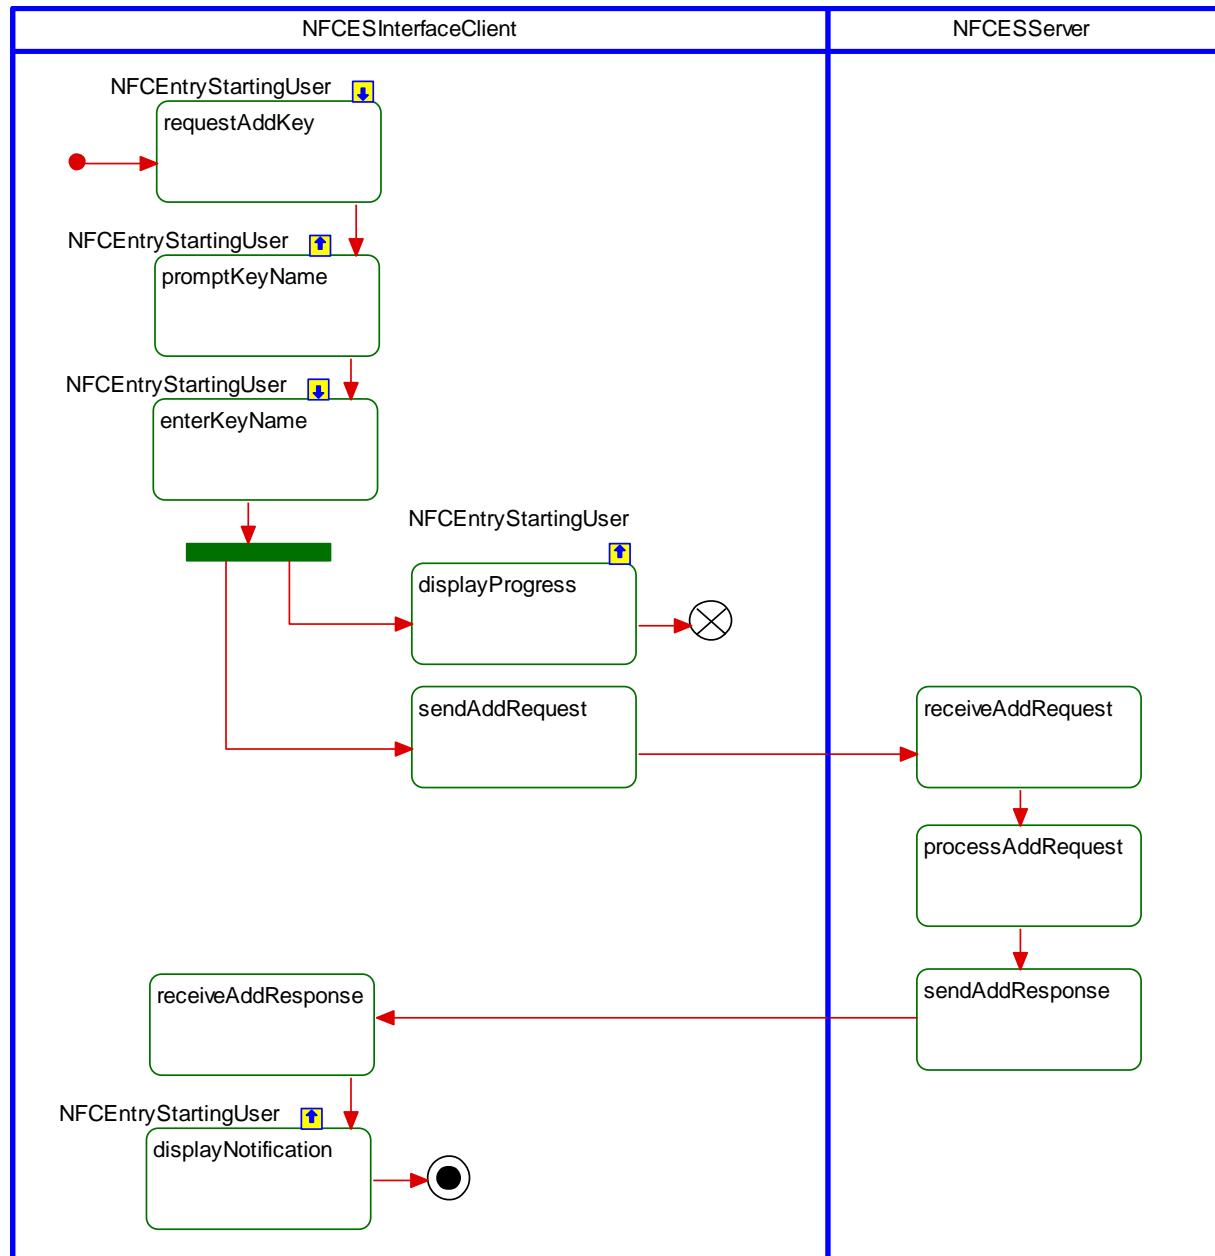 NFCESInterfaceClient
NFCESServer
NFCEntryStartingUser
requestAddKey
NFCEntryStartingUser
promptKeyName
NFCEntryStartingUser
enterKeyName
NFCEntryStartingUser
displayProgress
sendAddRequest
receiveAddRequest
processAddRequest
receiveAddResponse
sendAddResponse
NFCEntryStartingUser
displayNotification